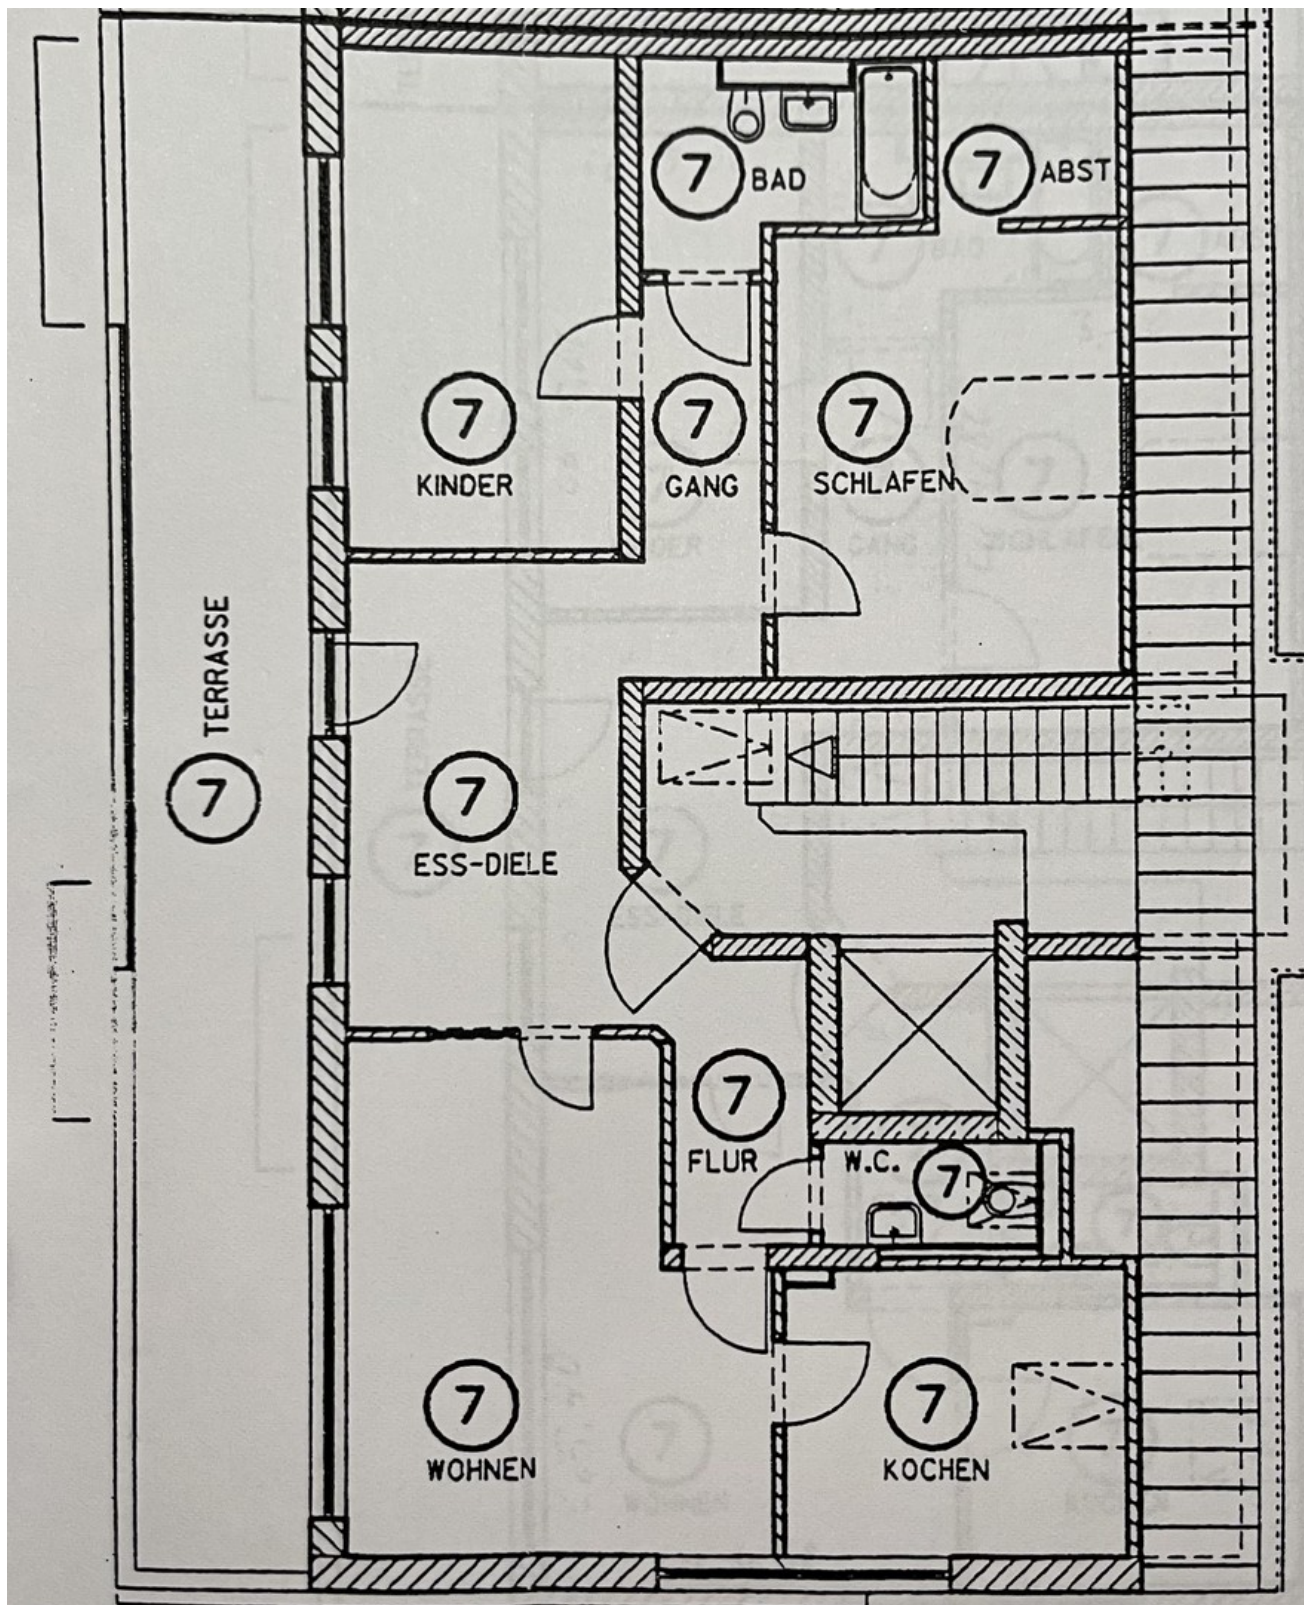 7 BAD
7 ABST
7
KINDER
7
GANG
7
SCHLAFEN
7 TERRASSE
7
ESS-DIELE
7
FLUR
W.C. 7
7
WOHNEN
7
KOCHEN